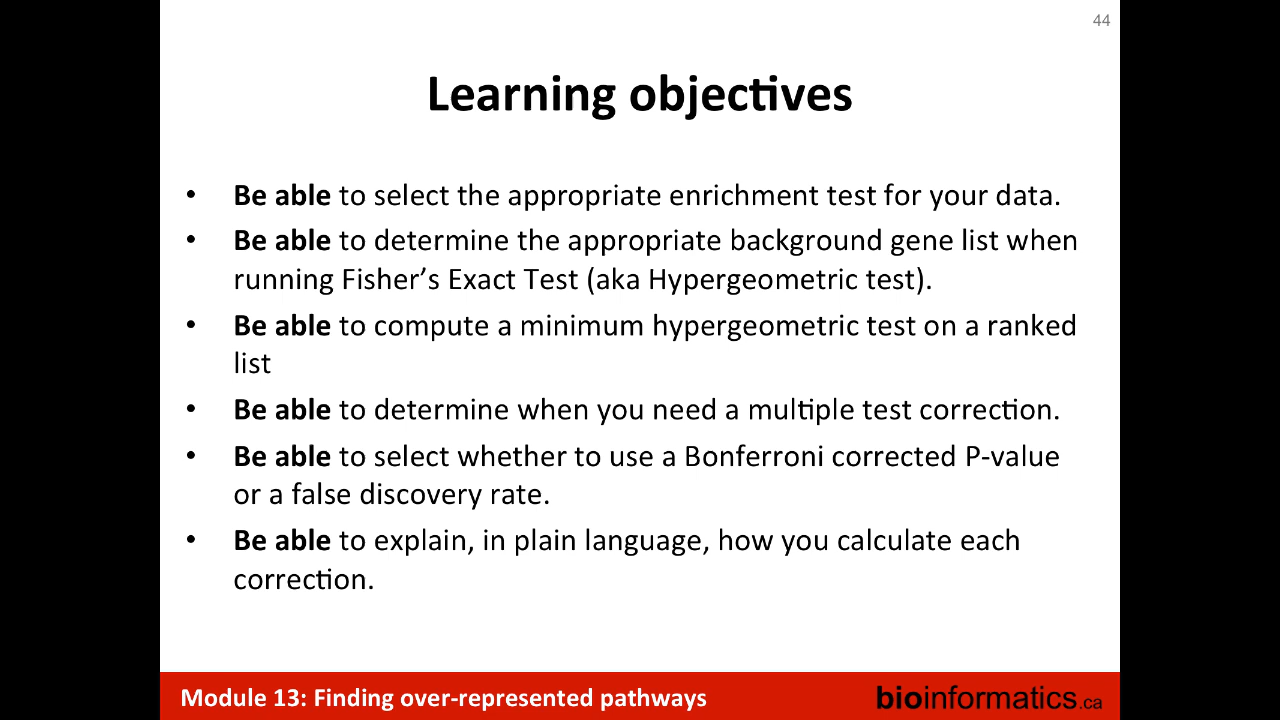 44
Learning objectives
• Be able to select the appropriate enrichment test for your data.
• Be able to determine the appropriate background gene list when
running Fisher’s Exact Test (aka Hypergeometric test).
• Be able to compute a minimum hypergeometric test on a ranked
list
• Be able to determine when you need a multiple test correction.
• Be able to select whether to use a Bonferroni corrected P-value
or a false discovery rate.
• Be able to explain, in plain language, how you calculate each
correction.
Module 13: Finding over-represented pathways
bioinformatics.ca